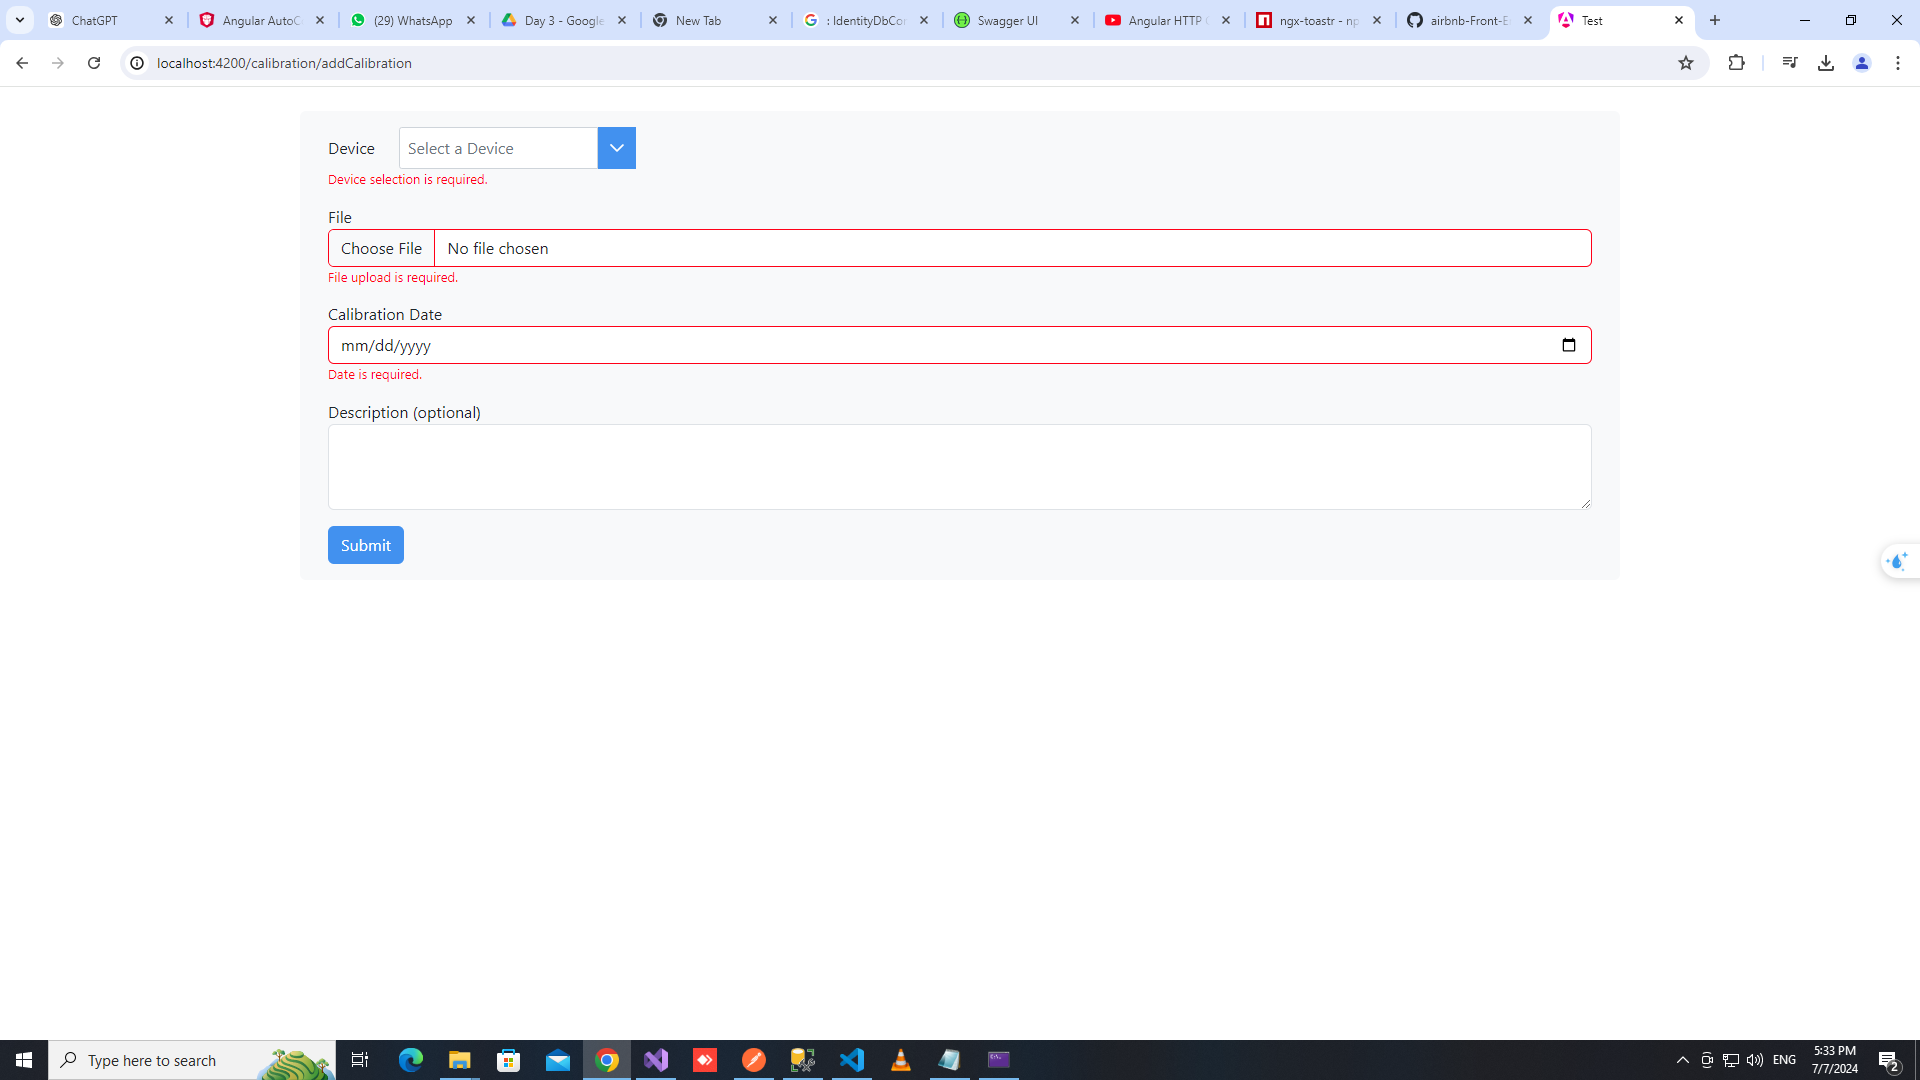 ChatGPT
Angular AutoC
(29) WhatsApp
Day 3 - Google
New Tab
: IdentityDbCon
Swagger UI
Angular HTTP C
ngx-toastr - np
airbnb-Front-E
Test
localhost:4200/calibration/addCalibration
Device
Select a Device
Device selection is required.
File
Choose File No file chosen
File upload is required.
Calibration Date
mm/dd/yyyy
Date is required.
Description (optional)
Submit
Type here to search
ENG
5:33 PM
7/7/2024
2